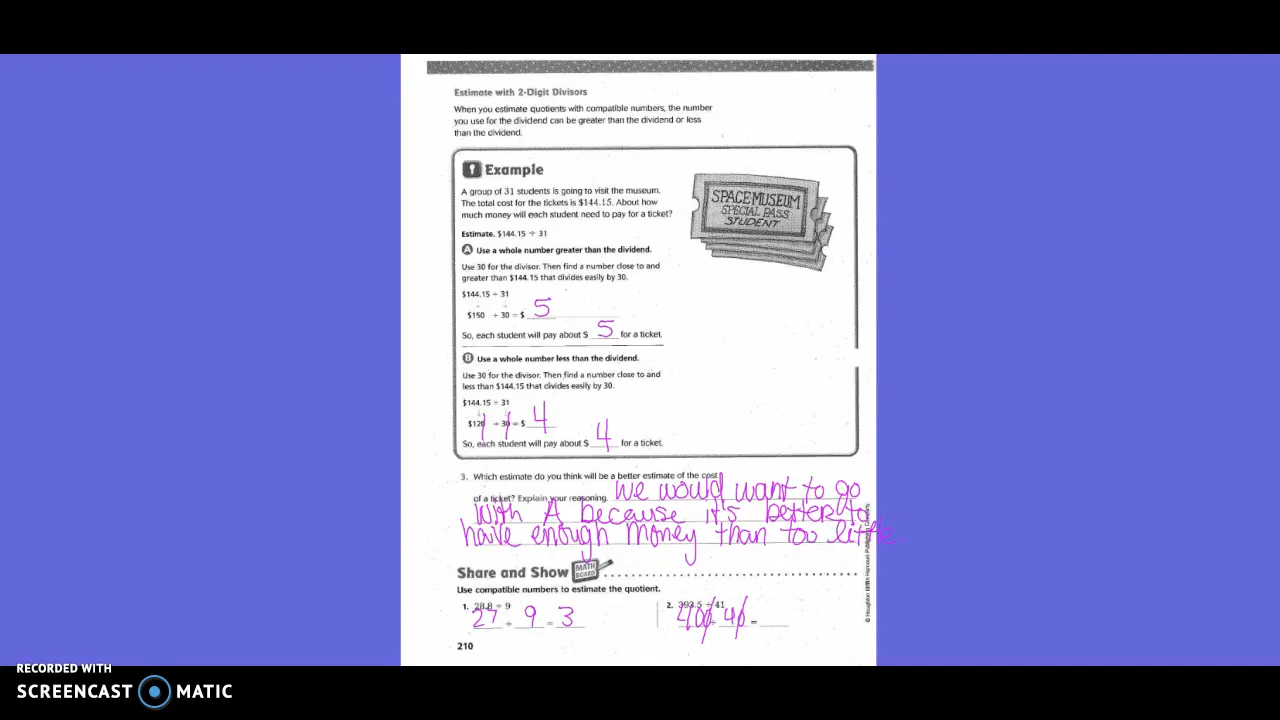 Estimate with 2-Digit Divisors
When you estimate quotients with compatible numbers, the number
you use for the dividend can be greater than the dividend or less
than the dividend.
Example
A group of 31 students is going to visit the museum.
The total cost for the tickets is $144.15. About how
much money will each student need to pay for a ticket?
SPACE MUSEUM
SPECIAL PASS
STUDENT
Estimate. $144.15 ÷ 31
A Use a whole number greater than the dividend.
Use 30 for the divisor. Then find a number close to and
greater than $144.15 that divides easily by 30.
$144.15 ÷ 31
$150 ÷ 30 = $ 5
So, each student will pay about $ 5 for a ticket.
B Use a whole number less than the dividend.
Use 30 for the divisor. Then find a number close to and
less than $144.15 that divides easily by 30.
$144.15 ÷ 31
$120 ÷ 30 = $ 4
So, each student will pay about $ 4 for a ticket.
3. Which estimate do you think will be a better estimate of the cost
of a ticket? Explain your reasoning. We would want to go
with A because it's better to
have enough money than too little.
Share and Show MATH BOARD
Use compatible numbers to estimate the quotient.
1. 28.8 ÷ 9
27 ÷ 9 = 3
2. 393.5 ÷ 41
400 ÷ 40 =
210
© Houghton Mifflin Harcourt Publishing Company
RECORDED WITH
SCREENCAST MATIC